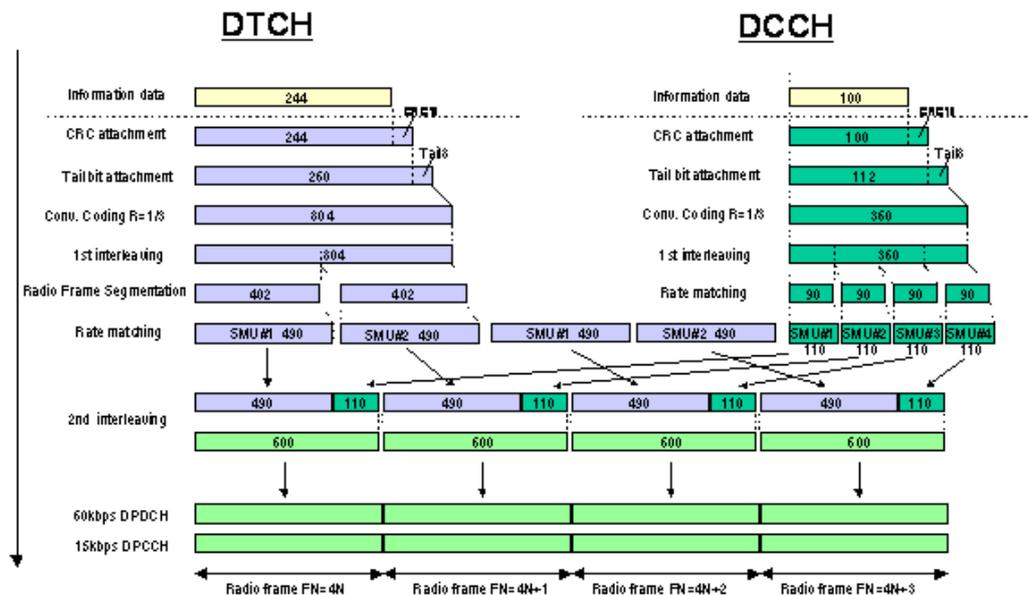 DTCH DCCH
Information data 244 Information data 100
CRC attachment 244 CRC attachment 100
Tail8 Tail8
Tail bit attachment 260 Tail bit attachment 112
Conv. Coding R=1/3 804 Conv. Coding R=1/3 360
1st interleaving 804 1st interleaving 360
Radio Frame Segmentation 402 402 Rate matching 90 90 90 90
Rate matching SMU#1 490 SMU#2 490 SMU#1 490 SMU#2 490 SMU#1 SMU#2 SMU#3 SMU#4
110 110 110 110
490 110 490 110 490 110 490 110
2nd interleaving
600 600 600 600
60kbps DPDCH
15kbps DPCCH
Radio frame FN=4N Radio frame FN=4N+1 Radio frame FN=4N+2 Radio frame FN=4N+3